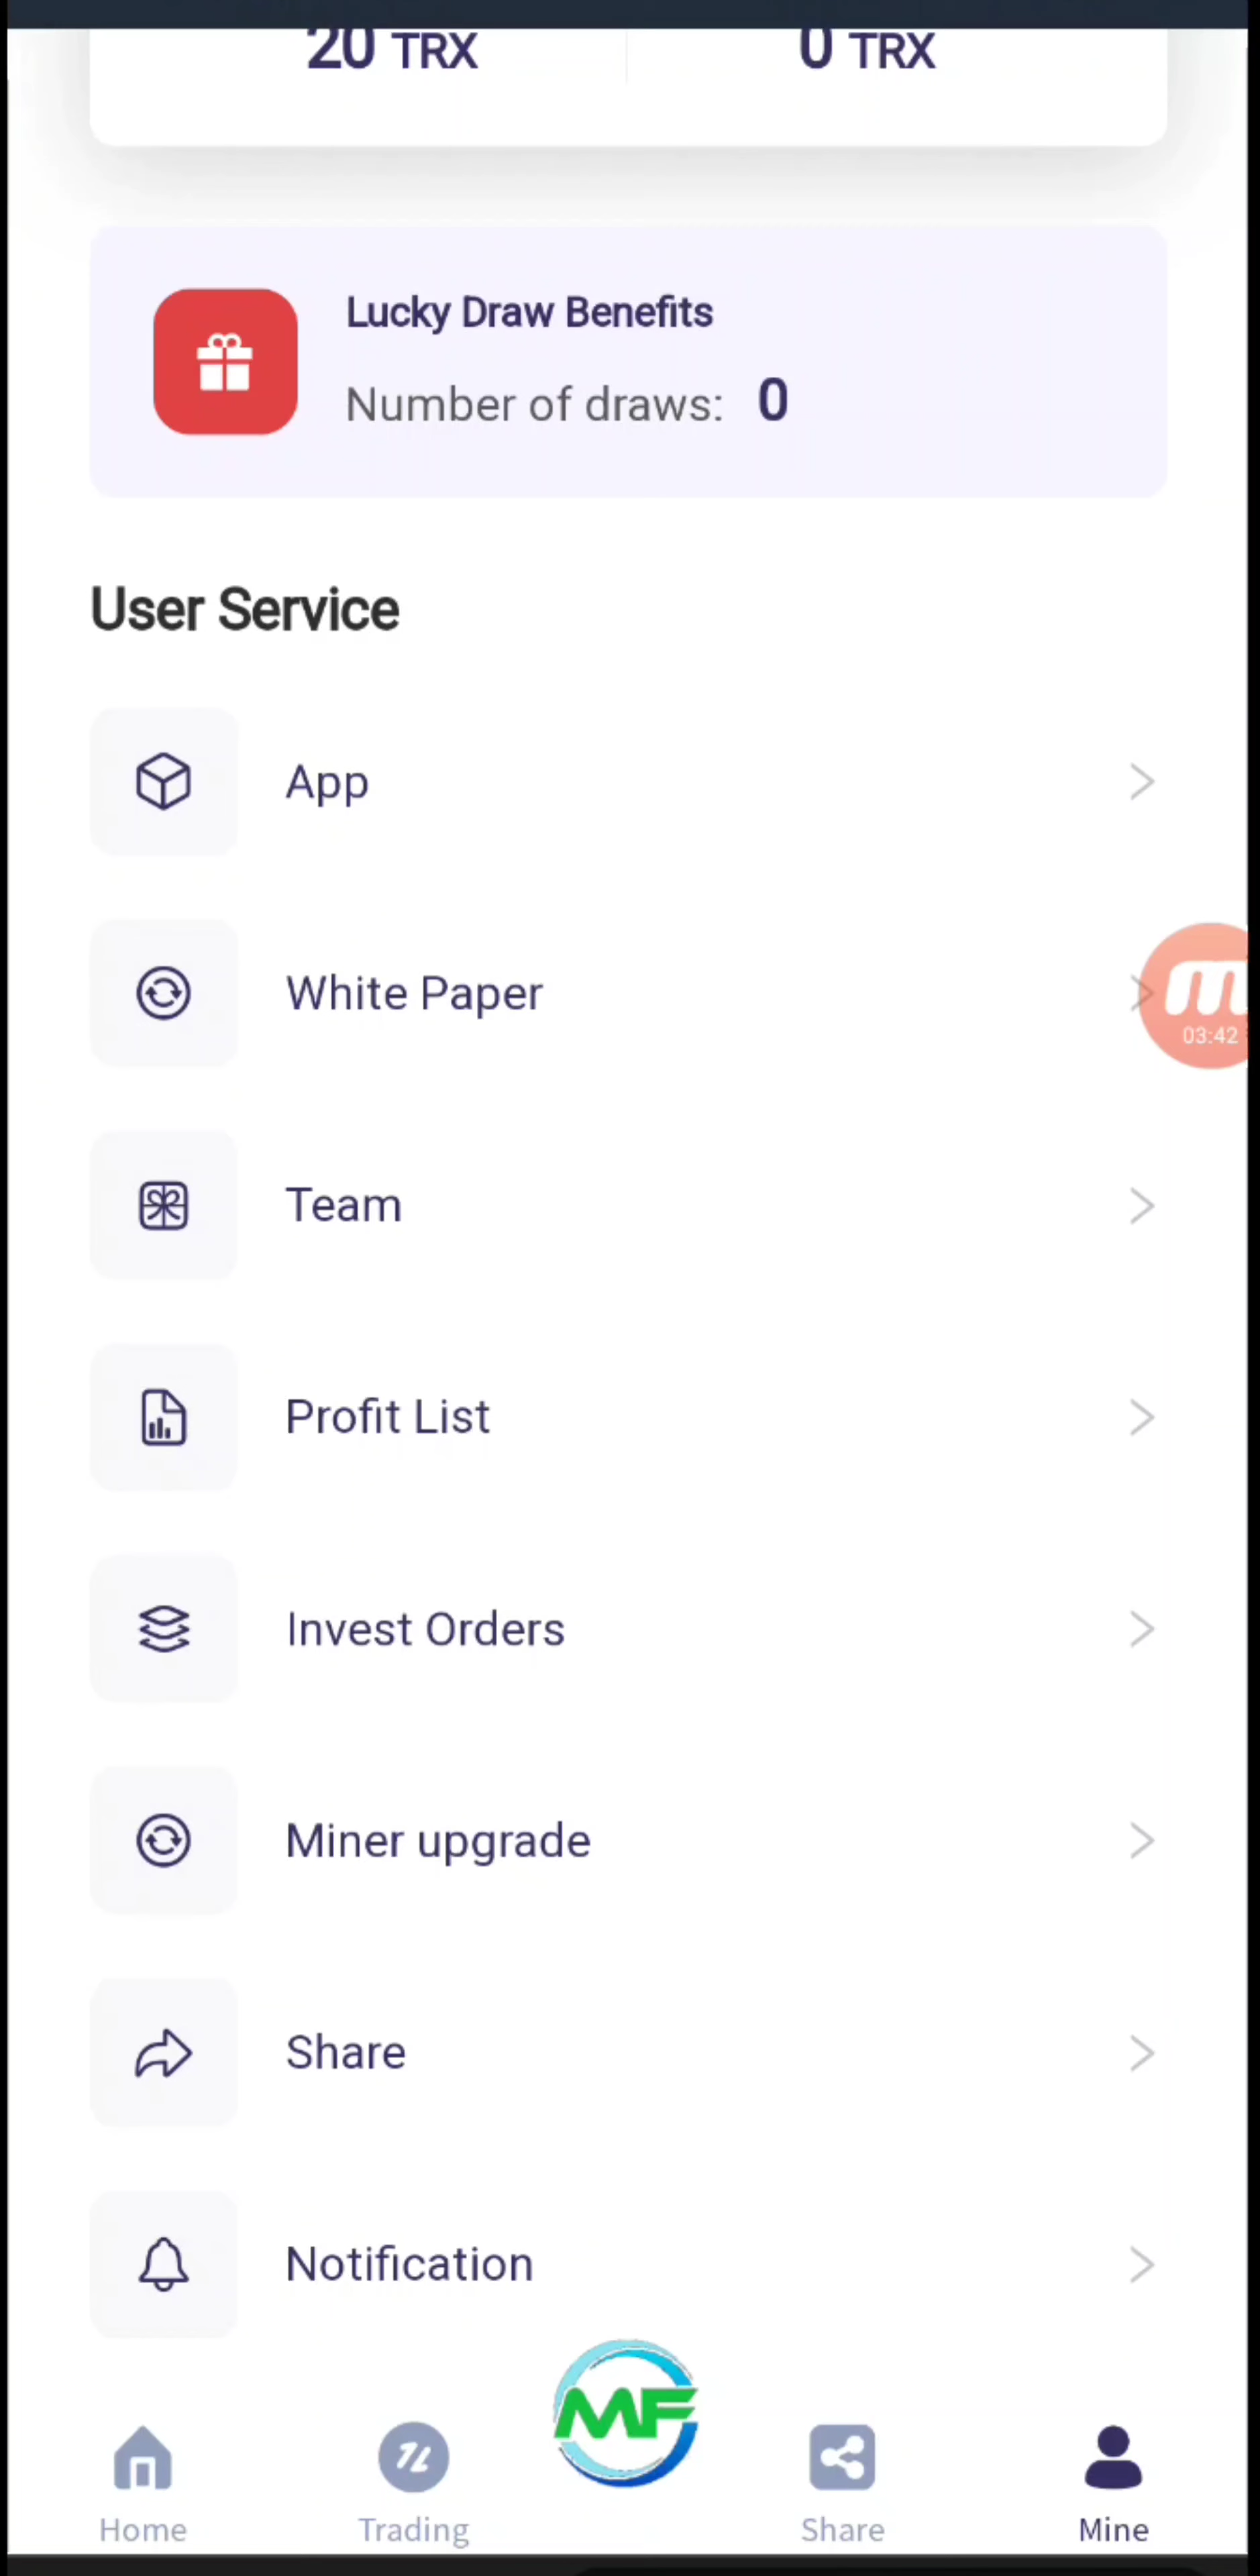 20 TRX
0 TRX
Lucky Draw Benefits
Number of draws: 0
User Service
App
White Paper
m
03:42
Team
Profit List
Invest Orders
Miner upgrade
Share
Notification
MF
Home
Trading
Share
Mine